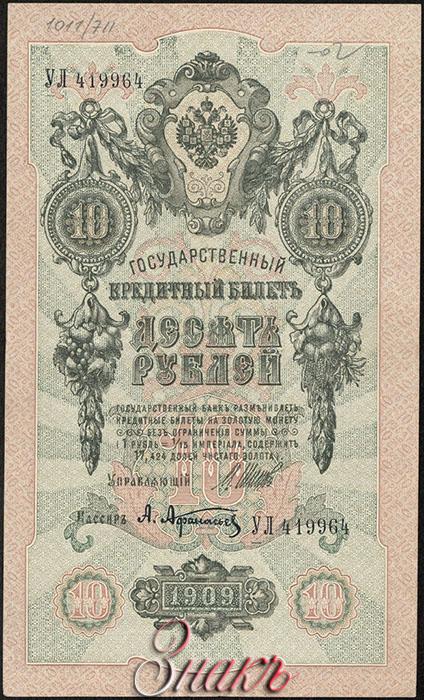 1011/711
УЛ 419964
10 10
ГОСУДАРСТВЕННЫЙ
КРЕДИТНЫЙ БИЛЕТЪ
ДЕСЯТЬ
РУБЛЕЙ
ГОСУДАРСТВЕННЫЙ БАНКЪ РАЗМѢНИВАЕТЪ
КРЕДИТНЫЕ БИЛЕТЫ НА ЗОЛОТУЮ МОНЕТУ
БЕЗЪ ОГРАНИЧЕНІЯ СУММЫ
(1 РУБЛЬ = 1/15 ИМПЕРІАЛА, СОДЕРЖИТЪ
17,424 ДОЛЕЙ ЧИСТАГО ЗОЛОТА).
10
Управляющій
Кассиръ А. Афанасьев УЛ 419964
10 1909 10
Знакъ